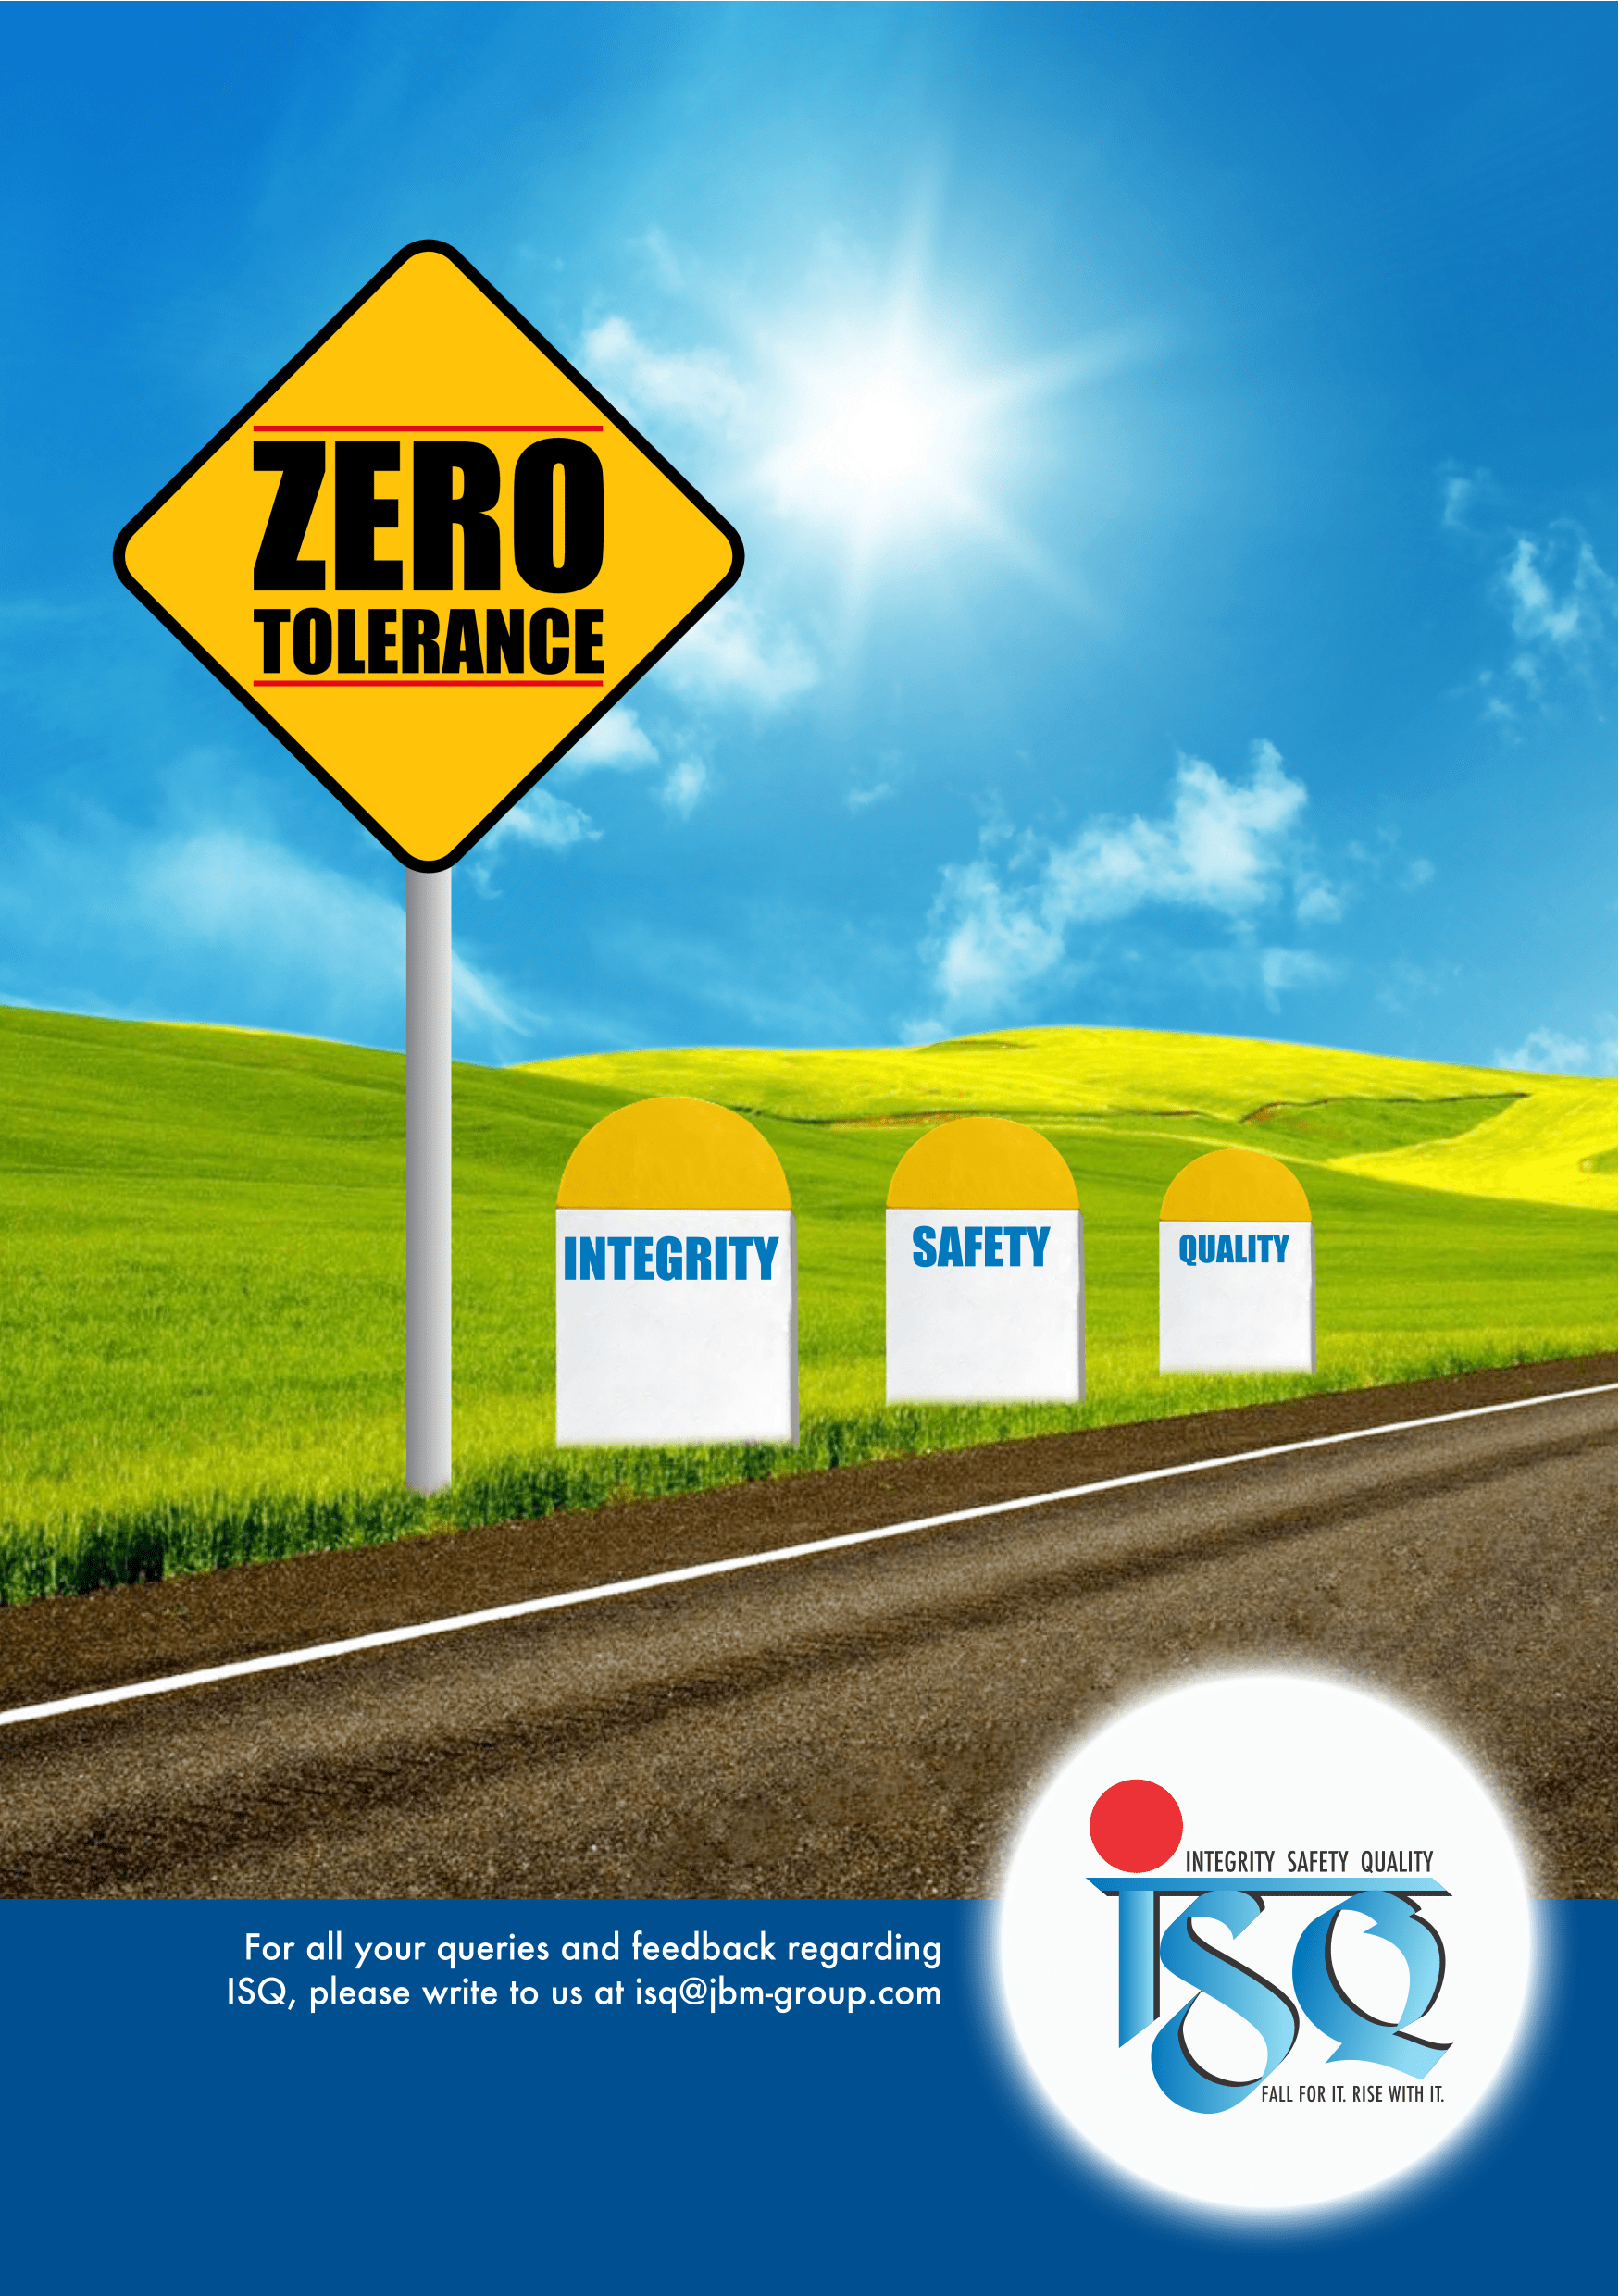 ZERO
TOLERANCE
INTEGRITY
SAFETY
QUALITY
INTEGRITY SAFETY QUALITY
ISQ
FALL FOR IT. RISE WITH IT.
For all your queries and feedback regarding
ISQ, please write to us at isq@jbm-group.com